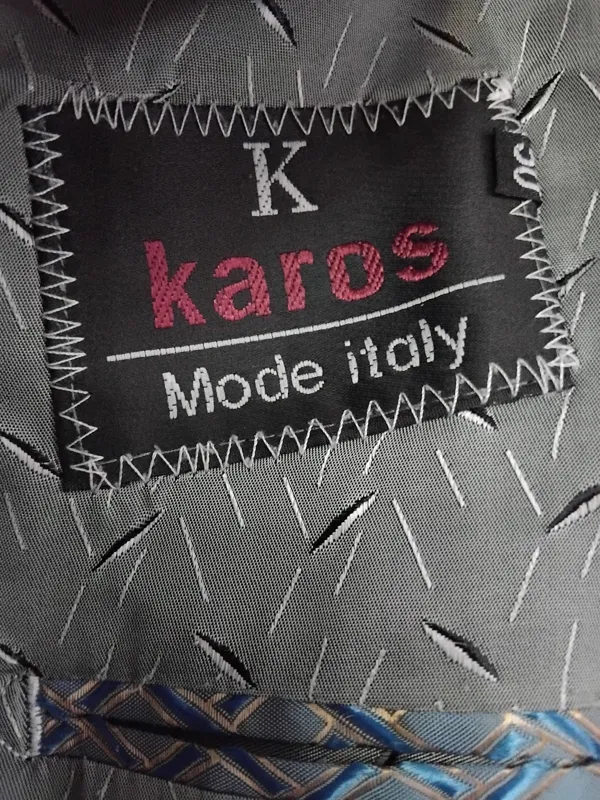 K
karos
Mode italy